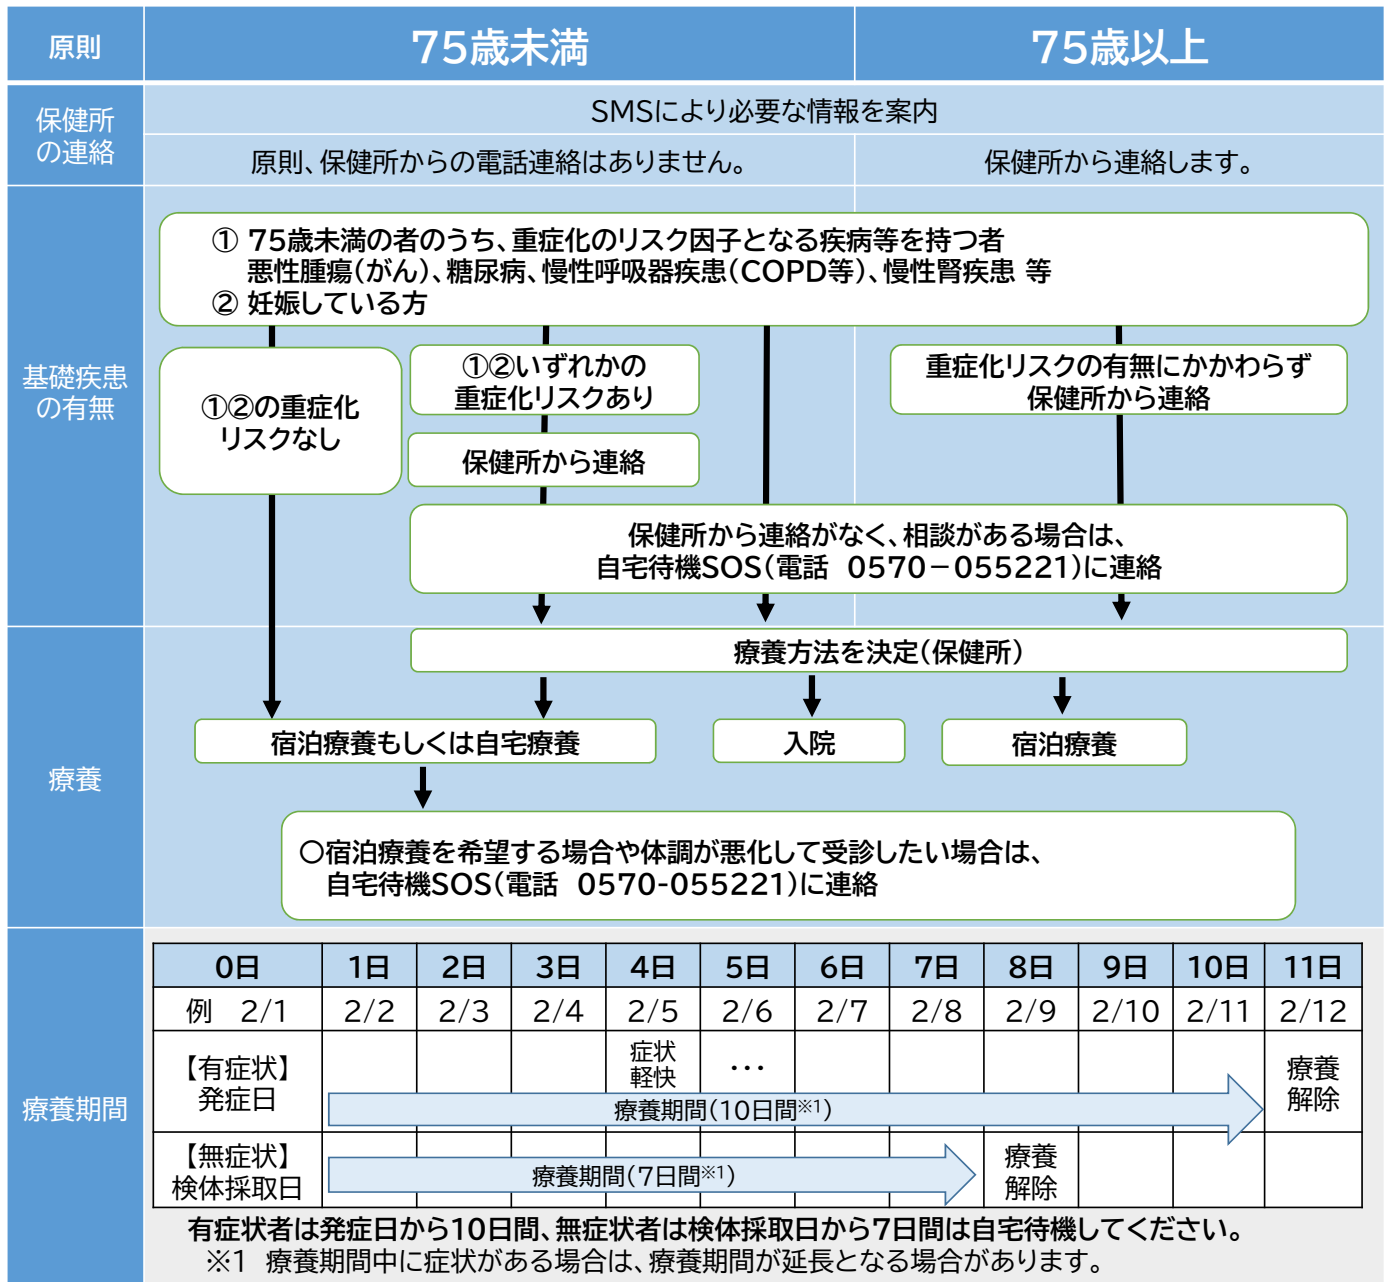 原則
75歳未満
75歳以上
保健所
の連絡
SMSにより必要な情報を案内
原則、保健所からの電話連絡はありません。
保健所から連絡します。
基礎疾患
の有無
① 75歳未満の者のうち、重症化のリスク因子となる疾病等を持つ者
悪性腫瘍(がん)、糖尿病、慢性呼吸器疾患(COPD等)、慢性腎疾患 等
② 妊娠している方
①②の重症化
リスクなし
①②いずれかの
重症化リスクあり
保健所から連絡
重症化リスクの有無にかかわらず
保健所から連絡
保健所から連絡がなく、相談がある場合は、
自宅待機SOS(電話 0570-055221)に連絡
療養
療養方法を決定(保健所)
宿泊療養もしくは自宅療養
入院
宿泊療養
○宿泊療養を希望する場合や体調が悪化して受診したい場合は、
自宅待機SOS(電話 0570-055221)に連絡
療養期間
0日 1日 2日 3日 4日 5日 6日 7日 8日 9日 10日 11日
例 2/1 2/2 2/3 2/4 2/5 2/6 2/7 2/8 2/9 2/10 2/11 2/12
【有症状】
発症日
症状
軽快
…
療養期間(10日間※1)
療養
解除
【無症状】
検体採取日
療養期間(7日間※1)
療養
解除
有症状者は発症日から10日間、無症状者は検体採取日から7日間は自宅待機してください。
※1 療養期間中に症状がある場合は、療養期間が延長となる場合があります。